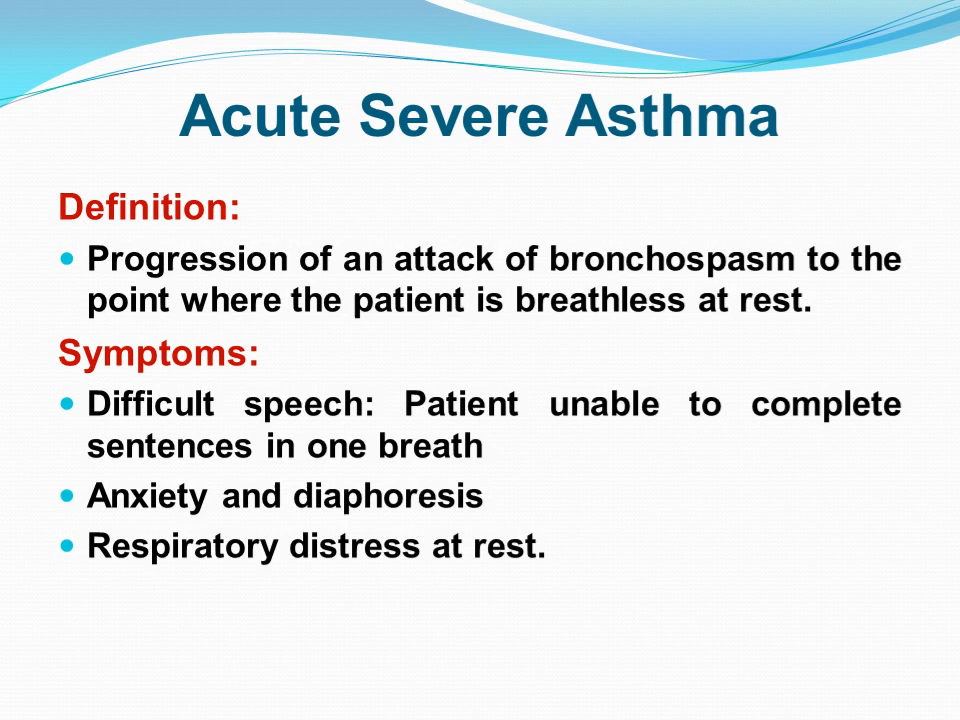 Acute Severe Asthma
Definition:
Progression of an attack of bronchospasm to the
point where the patient is breathless at rest.
Symptoms:
Difficult speech: Patient unable to complete
sentences in one breath
Anxiety and diaphoresis
Respiratory distress at rest.